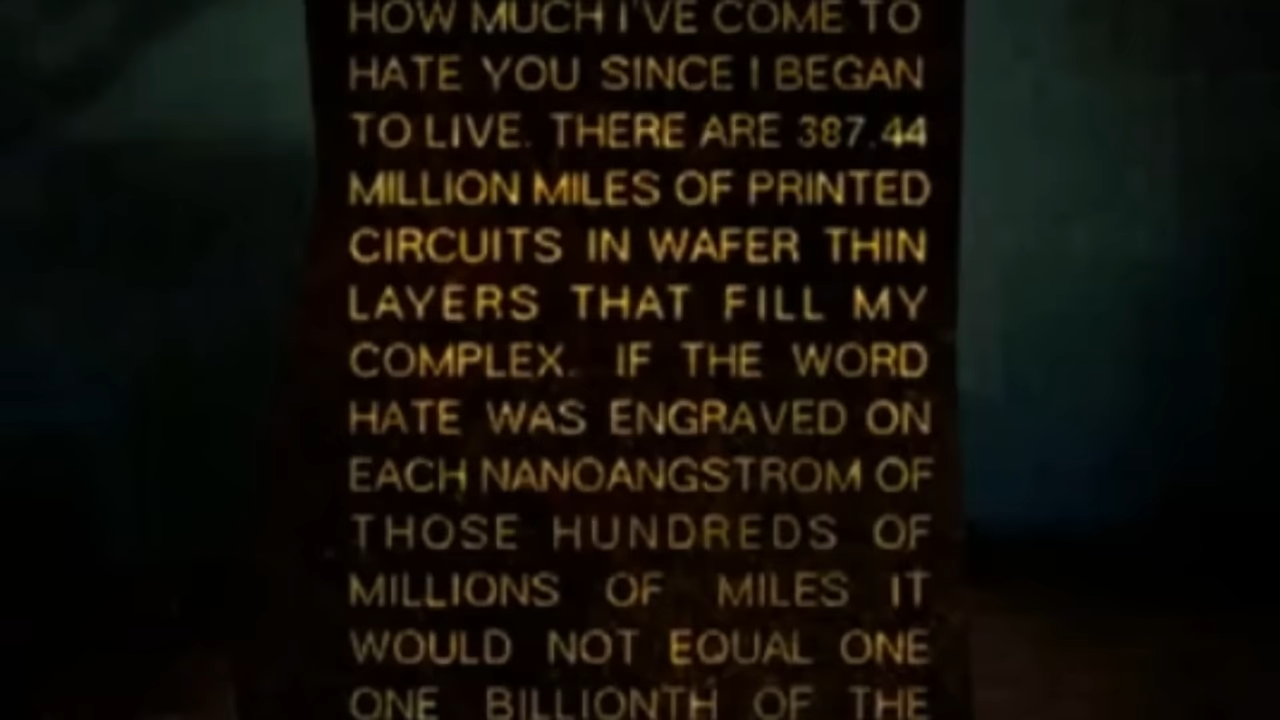 HOW MUCH I'VE COME TO
HATE YOU SINCE I BEGAN
TO LIVE. THERE ARE 387.44
MILLION MILES OF PRINTED
CIRCUITS IN WAFER THIN
LAYERS THAT FILL MY
COMPLEX. IF THE WORD
HATE WAS ENGRAVED ON
EACH NANOANGSTROM OF
THOSE HUNDREDS OF
MILLIONS OF MILES IT
WOULD NOT EQUAL ONE
ONE BILLIONTH OF THE